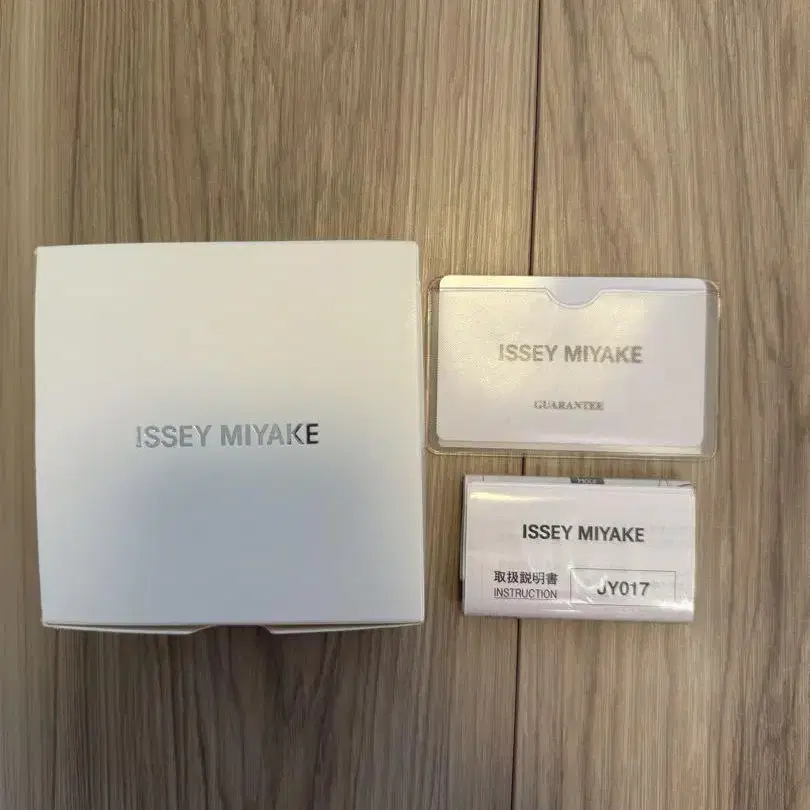 ISSEY MIYAKE
ISSEY MIYAKE
GUARANTEE
ISSEY MIYAKE
取扱説明書
INSTRUCTION
JY017